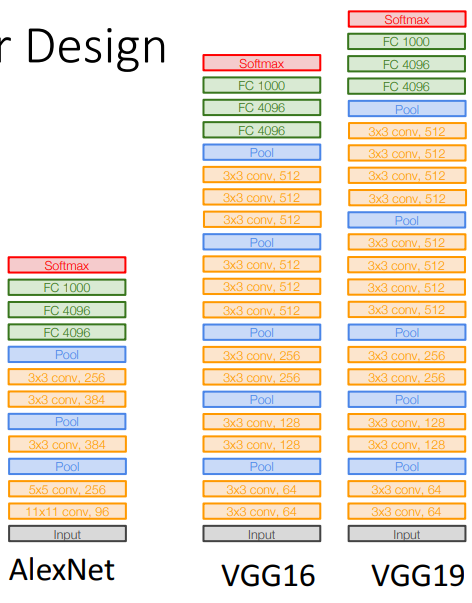 r Design
Softmax
FC 1000
FC 4096
FC 4096
Pool
3x3 conv, 256
3x3 conv, 384
Pool
3x3 conv, 384
Pool
5x5 conv, 256
11x11 conv, 96
Input
AlexNet
Softmax
FC 1000
FC 4096
FC 4096
Pool
3x3 conv, 512
3x3 conv, 512
3x3 conv, 512
Pool
3x3 conv, 512
3x3 conv, 512
3x3 conv, 512
Pool
3x3 conv, 256
3x3 conv, 256
Pool
3x3 conv, 128
3x3 conv, 128
Pool
3x3 conv, 64
3x3 conv, 64
Input
VGG16
Softmax
FC 1000
FC 4096
FC 4096
Pool
3x3 conv, 512
3x3 conv, 512
3x3 conv, 512
3x3 conv, 512
Pool
3x3 conv, 512
3x3 conv, 512
3x3 conv, 512
3x3 conv, 512
Pool
3x3 conv, 256
3x3 conv, 256
Pool
3x3 conv, 128
3x3 conv, 128
Pool
3x3 conv, 64
3x3 conv, 64
Input
VGG19